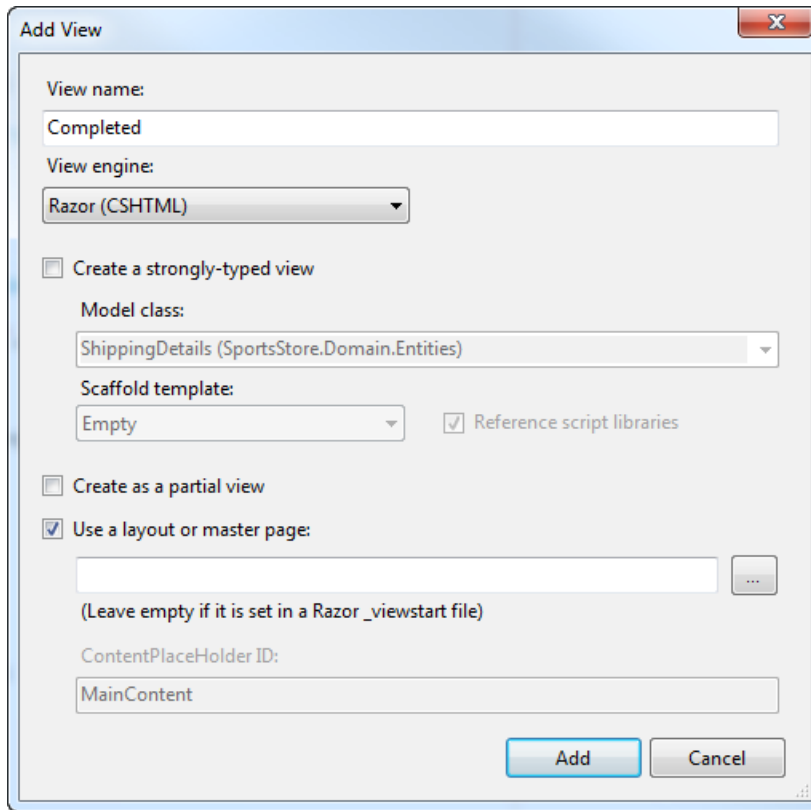 Add View
View name:
Completed
View engine:
Razor (CSHTML)
Create a strongly-typed view
Model class:
ShippingDetails (SportsStore.Domain.Entities)
Scaffold template:
Empty
Reference script libraries
Create as a partial view
Use a layout or master page:
...
(Leave empty if it is set in a Razor _viewstart file)
ContentPlaceHolder ID:
MainContent
Add
Cancel